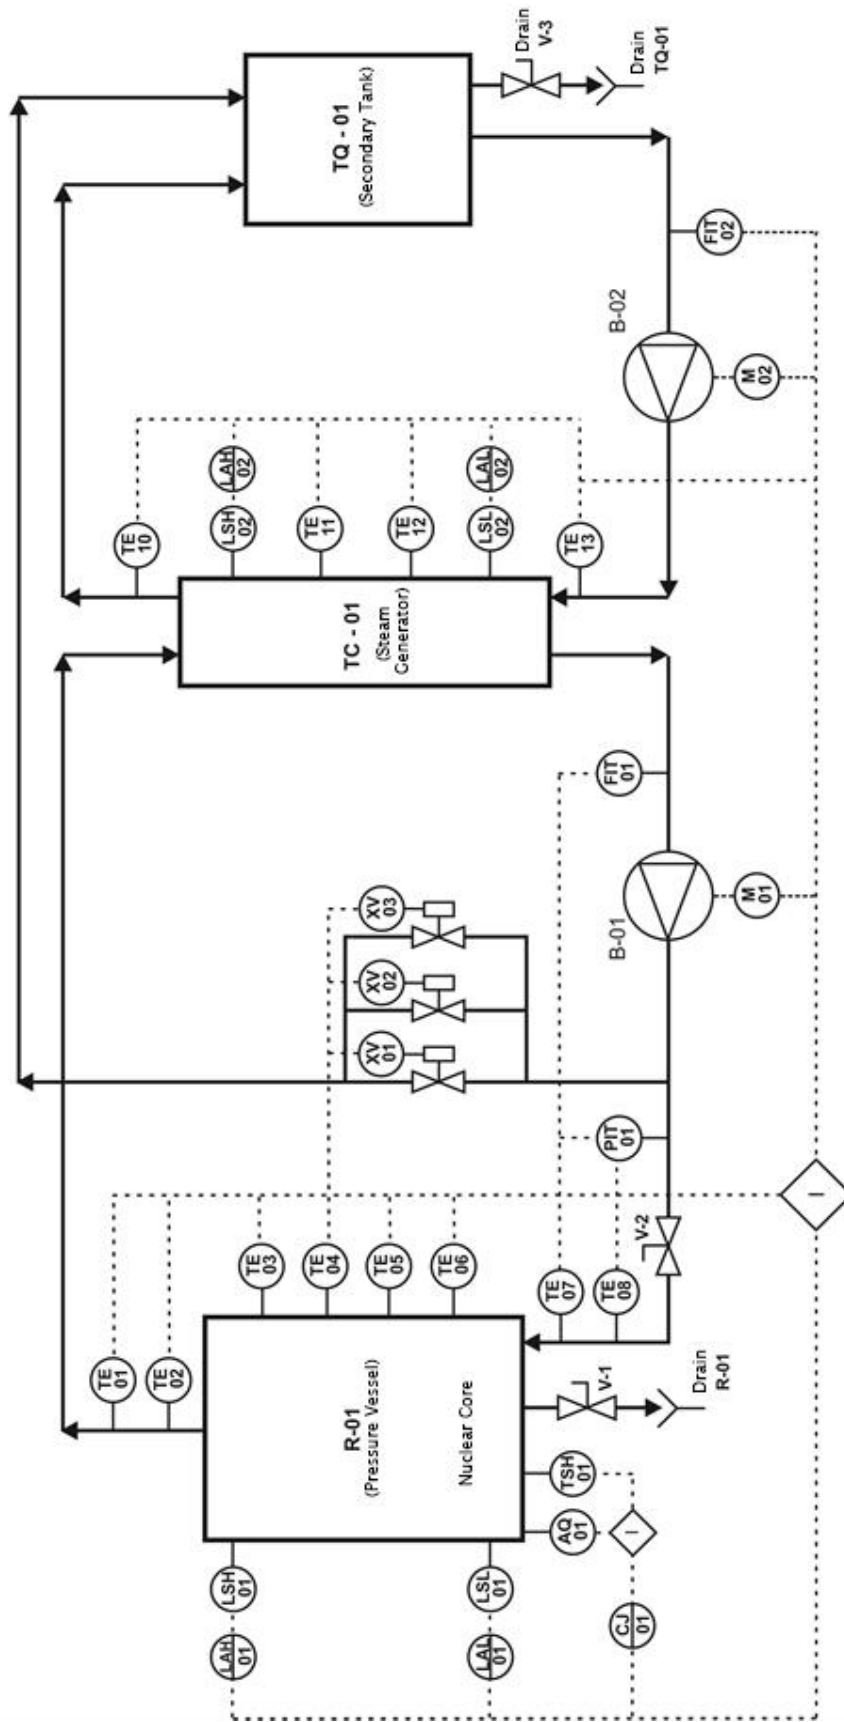 TE
01
TE
02
TE
03
TE
04
TE
05
TE
06
TE
07
TE
08
R-01
(Pressure Vessel)
Nuclear Core
LAH
01
LSH
01
LAL
01
LSL
01
AQ
01
TSH
01
CJ
01
I
I
V-1
Drain
R-01
V-2
PIT
01
XV
01
XV
02
XV
03
B-01
M
01
FIT
01
TC - 01
(Steam
Generator)
TE
10
LSH
02
LAH
02
TE
11
TE
12
LSL
02
LAL
02
TE
13
B-02
M
02
FIT
02
TQ - 01
(Secondary Tank)
Drain
V-3
Drain
TQ-01